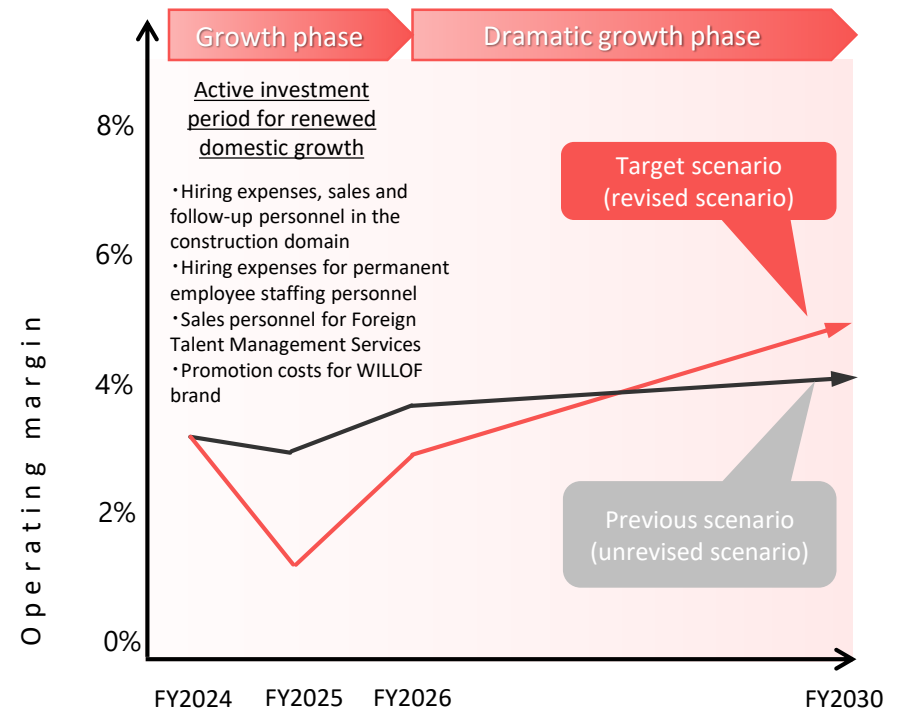 Growth phase
Dramatic growth phase
Active investment
period for renewed
domestic growth
・Hiring expenses, sales and
follow-up personnel in the
construction domain
・Hiring expenses for permanent
employee staffing personnel
・Sales personnel for Foreign
Talent Management Services
・Promotion costs for WILLOF
brand
Target scenario
(revised scenario)
Previous scenario
(unrevised scenario)
Operating margin
8%
6%
4%
2%
0%
FY2024
FY2025
FY2026
FY2030